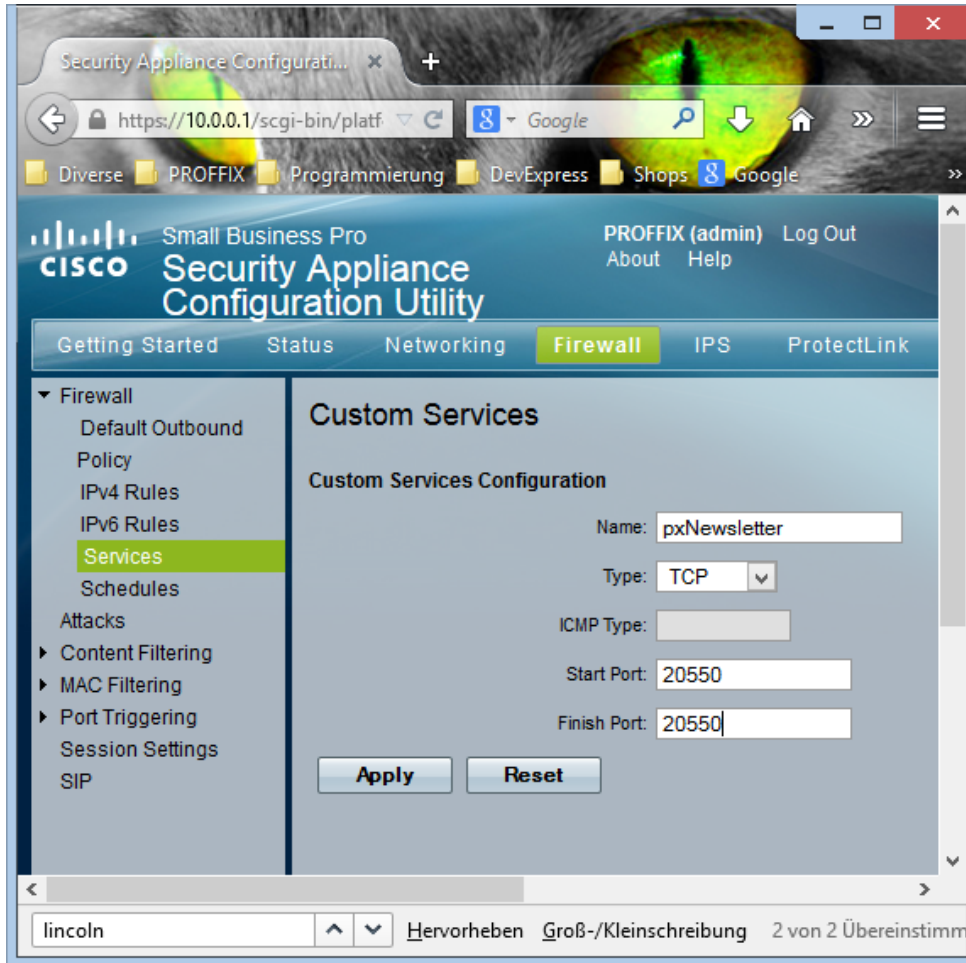 Security Appliance Configurati...
https://10.0.0.1/scgi-bin/platf
Google
Diverse PROFFIX Programmierung DevExpress Shops Google
CISCO
Small Business Pro
Security Appliance
Configuration Utility
PROFFIX (admin) Log Out
About Help
Getting Started Status Networking Firewall IPS ProtectLink
Firewall
Default Outbound
Policy
IPv4 Rules
IPv6 Rules
Services
Schedules
Attacks
Content Filtering
MAC Filtering
Port Triggering
Session Settings
SIP
Custom Services
Custom Services Configuration
Name: pxNewsletter
Type: TCP
ICMP Type:
Start Port: 20550
Finish Port: 20550
Apply Reset
lincoln Hervorheben Groß-/Kleinschreibung 2 von 2 Übereinstimm